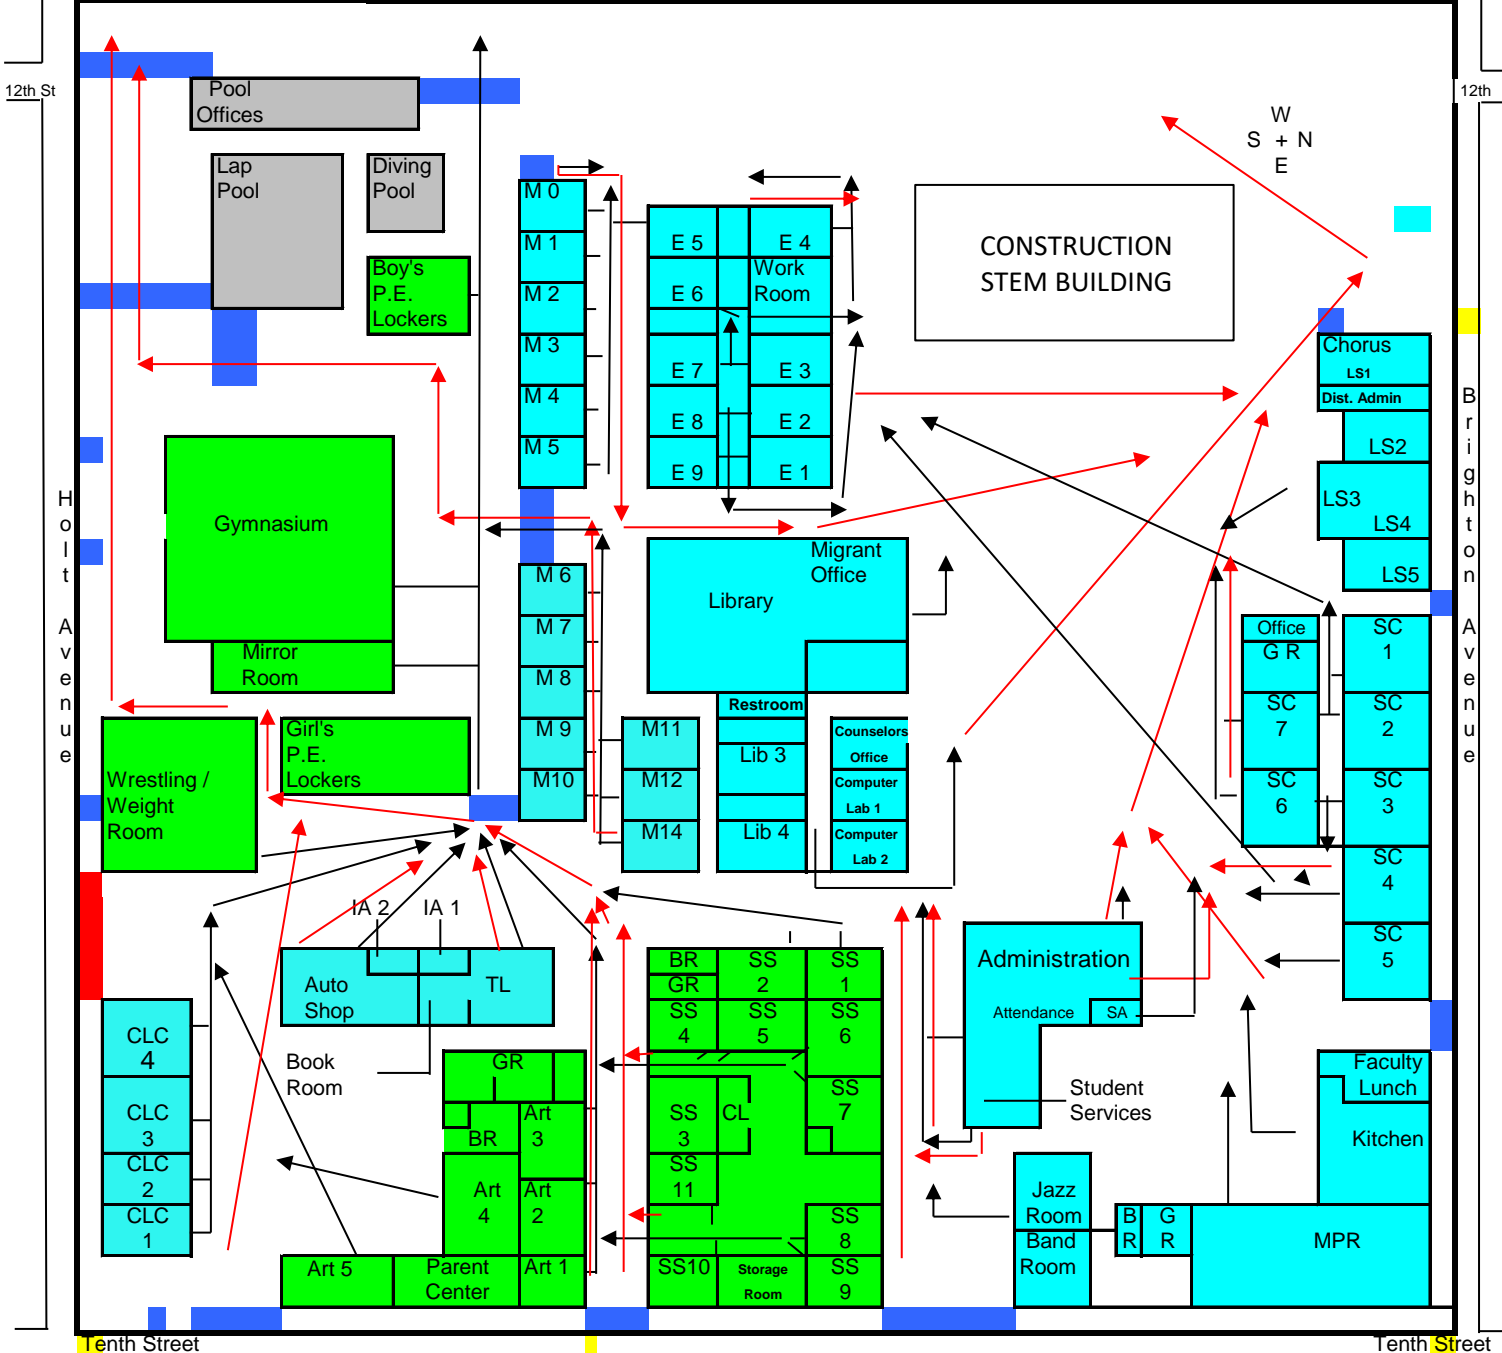 12th St
12th
W
S + N
E
Pool
Offices
Lap
Pool
Diving
Pool
Boy's
P.E.
Lockers
M 0
M 1
M 2
M 3
M 4
M 5
E 5
E 4
E 6
Work
Room
E 7
E 3
E 8
E 2
E 9
E 1
CONSTRUCTION
STEM BUILDING
Chorus
LS1
Dist. Admin
LS2
LS3
LS4
LS5
Holt Avenue
Brighton Avenue
Gymnasium
Mirror
Room
Girl's
P.E.
Lockers
Wrestling /
Weight
Room
M 6
M 7
M 8
M 9
M10
M11
M12
M14
Migrant
Office
Library
Restroom
Lib 3
Lib 4
Counselors
Office
Computer
Lab 1
Computer
Lab 2
Office
G R
SC
7
SC
6
SC
1
SC
2
SC
3
SC
4
SC
5
IA 2
IA 1
Auto
Shop
TL
Book
Room
CLC
4
CLC
3
CLC
2
CLC
1
GR
BR
Art
3
Art
4
Art
2
Art 5
Parent
Center
Art 1
BR
GR
SS
2
SS
1
SS
4
SS
5
SS
6
SS
3
CL
SS
7
SS
11
SS
8
SS10
Storage
Room
SS
9
Administration
Attendance
SA
Student
Services
Jazz
Room
Band
Room
B
R
G
R
MPR
Faculty
Lunch
Kitchen
Tenth Street
Tenth Street